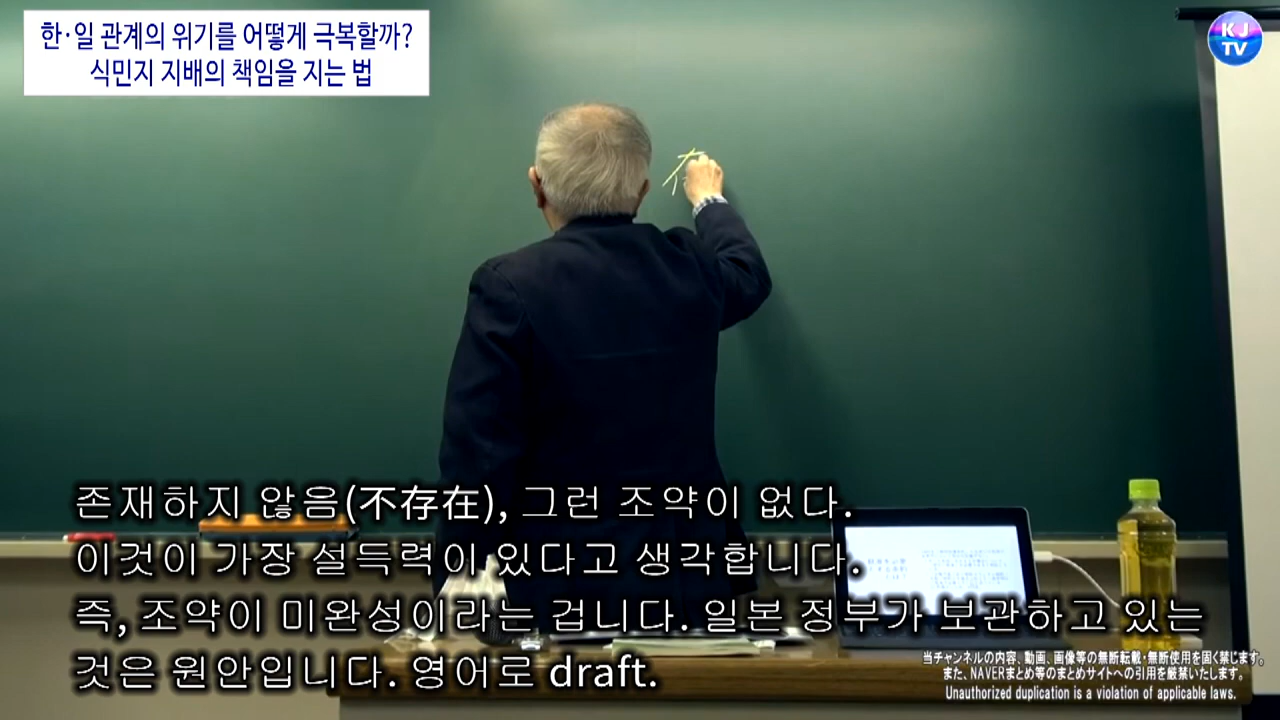 한·일 관계의 위기를 어떻게 극복할까?
식민지 지배의 책임을 지는 법
KJ
TV
존재하지 않음(不存在), 그런 조약이 없다.
이것이 가장 설득력이 있다고 생각합니다.
즉, 조약이 미완성이라는 겁니다. 일본 정부가 보관하고 있는
것은 원안입니다. 영어로 draft.
当チャンネルの内容、動画、画像等の無断転載・無断使用を固く禁じます。
また、NAVERまとめ等のまとめサイトへの引用を厳禁いたします。
Unauthorized duplication is a violation of applicable laws.